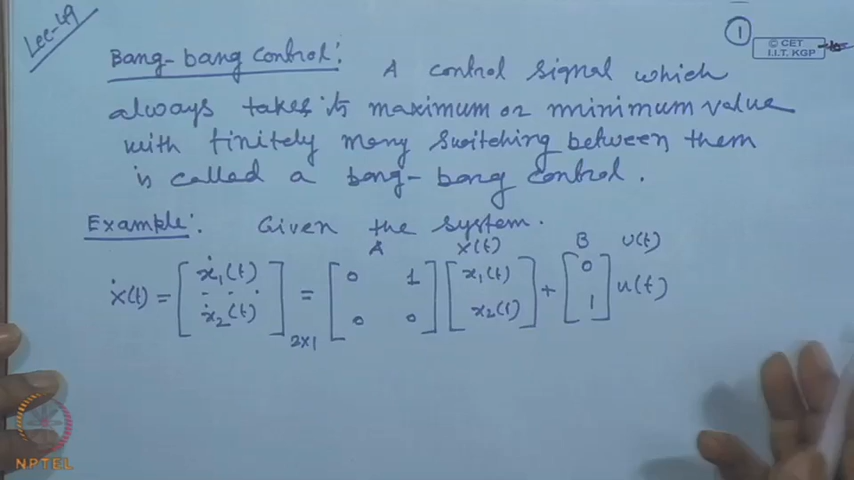 Lec-49
1
© CET
I.I.T. KGP
Bang-bang Control: A control signal which
always takes its maximum or minimum value
with finitely many switching between them
is called a bang-bang control.
Example: Given the system.
A X(t) B U(t)
Ẋ(t) = [ẋ₁(t) ẋ₂(t)]₂ₓ₁ = [0 1 0 0] [x₁(t) x₂(t)] + [0 1] u(t)
NPTEL